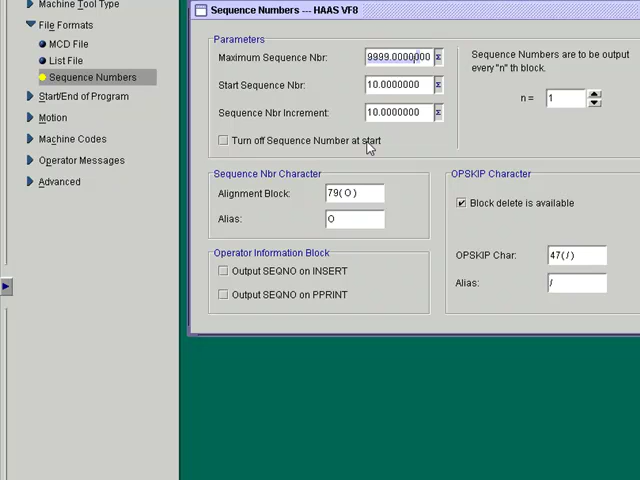 Machine Tool Type
File Formats
MCD File
List File
Sequence Numbers
Start/End of Program
Motion
Machine Codes
Operator Messages
Advanced
Sequence Numbers --- HAAS VF8
Parameters
Maximum Sequence Nbr: 9999.0000000 Σ
Start Sequence Nbr: 10.0000000 Σ
Sequence Nbr Increment: 10.0000000 Σ
Turn off Sequence Number at start
Sequence Numbers are to be output
every "n" th block.
n = 1
Sequence Nbr Character
Alignment Block: 79( O )
Alias: O
Operator Information Block
Output SEQNO on INSERT
Output SEQNO on PPRINT
OPSKIP Character
Block delete is available
OPSKIP Char: 47( / )
Alias: /